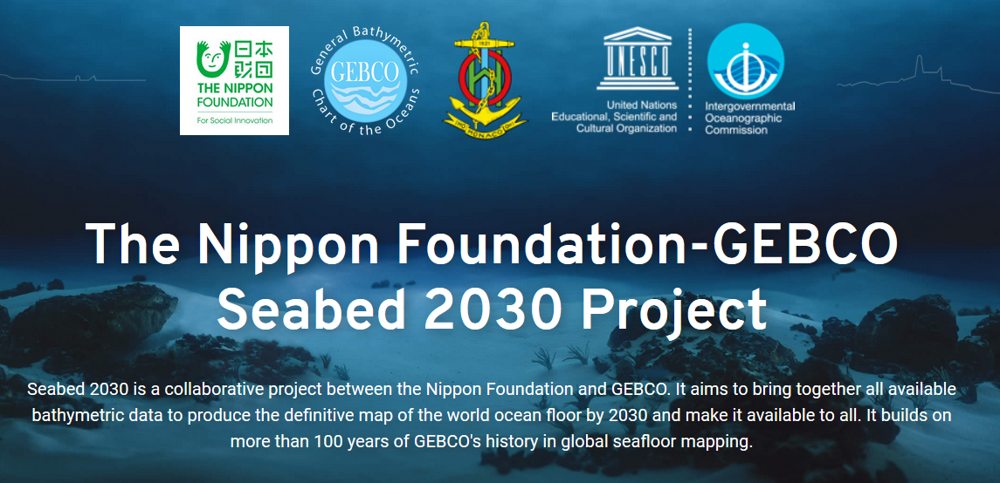 日本
財団
THE NIPPON
FOUNDATION
For Social Innovation
General Bathymetric
GEBCO
Chart of the Oceans
1921
IHO MONACO OHI
UNESCO
United Nations
Educational, Scientific and
Cultural Organization
Intergovernmental
Oceanographic
Commission
The Nippon Foundation-GEBCO
Seabed 2030 Project
Seabed 2030 is a collaborative project between the Nippon Foundation and GEBCO. It aims to bring together all available
bathymetric data to produce the definitive map of the world ocean floor by 2030 and make it available to all. It builds on
more than 100 years of GEBCO's history in global seafloor mapping.